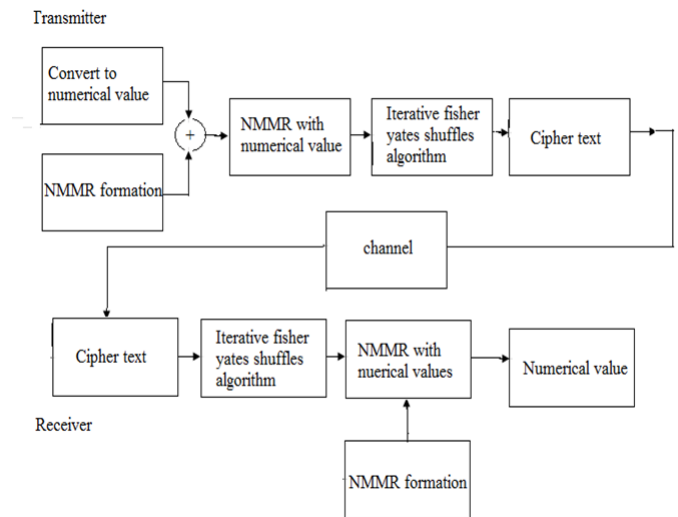 Transmitter
Convert to
numerical value
NMMR formation
+
NMMR with
numerical value
Iterative fisher
yates shuffles
algorithm
Cipher text
channel
Cipher text
Iterative fisher
yates shuffles
algorithm
NMMR with
nuerical values
Numerical value
Receiver
NMMR formation